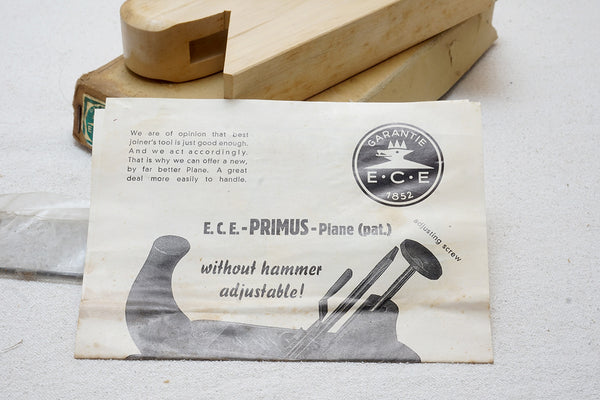 We are of opinion that best
joiner's tool is just good enough.
And we act accordingly.
That is why we can offer a new,
by far better Plane. A great
deal more easily to handle.
GARANTIE
E·C·E
7852
E. C. E. - PRIMUS - Plane (pat.)
adjusting screw
without hammer
adjustable!